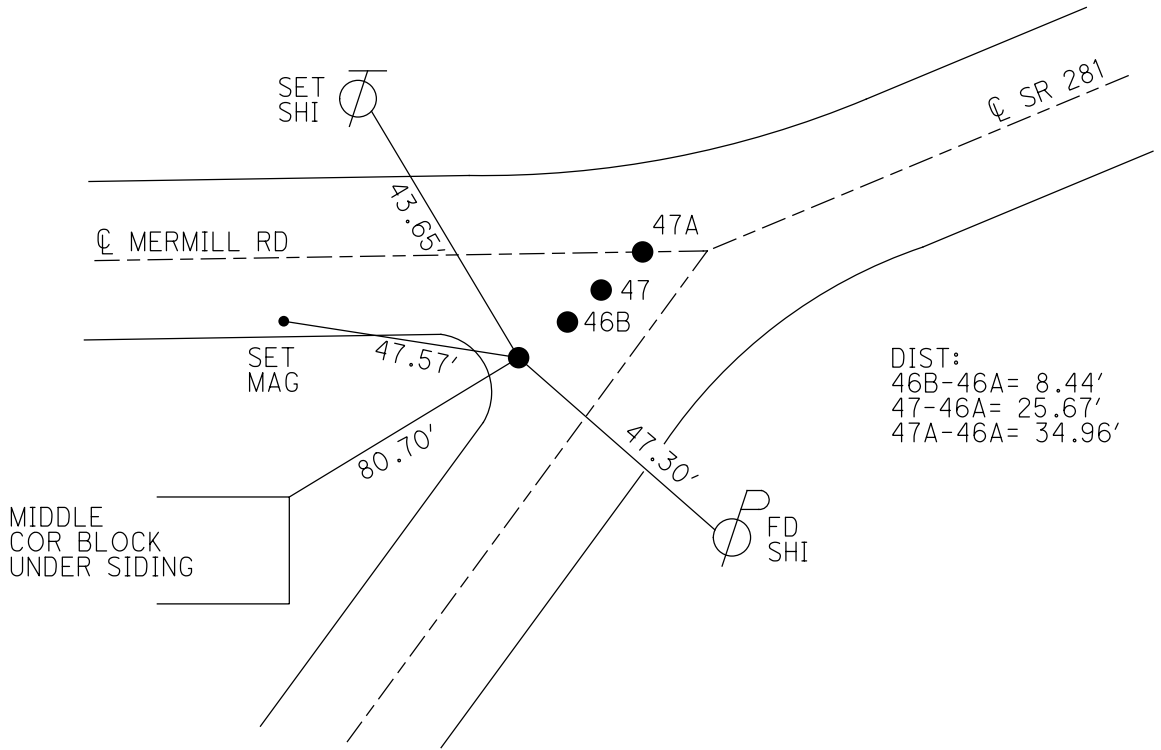 SET
SHI
℄ SR 281
43.65'
47A
℄ MERMILL RD
47
46B
SET
MAG
47.57'
DIST:
46B-46A= 8.44'
47-46A= 25.67'
47A-46A= 34.96'
80.70'
47.30'
MIDDLE
COR BLOCK
UNDER SIDING
FD
SHI